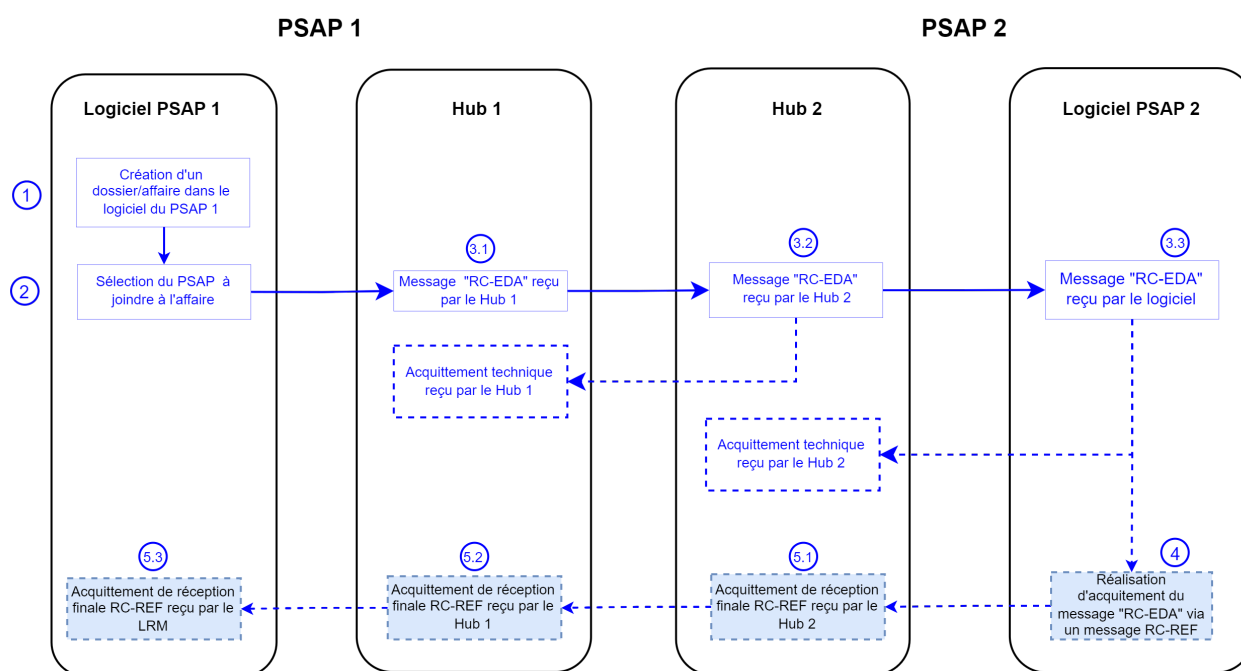 PSAP 1
PSAP 2
Logiciel PSAP 1
Hub 1
Hub 2
Logiciel PSAP 2
1
Création d'un
dossier/affaire dans le
logiciel du PSAP 1
2
Sélection du PSAP à
joindre à l'affaire
3.1
Message "RC-EDA" reçu
par le Hub 1
3.2
Message "RC-EDA"
reçu par le Hub 2
3.3
Message "RC-EDA"
reçu par le logiciel
Acquittement technique
reçu par le Hub 1
Acquittement technique
reçu par le Hub 2
5.3
Acquittement de réception
finale RC-REF reçu par le
LRM
5.2
Acquittement de réception
finale RC-REF reçu par le
Hub 1
5.1
Acquittement de réception
finale RC-REF reçu par le
Hub 2
4
Réalisation
d'acquitement du
message "RC-EDA" via
un message RC-REF